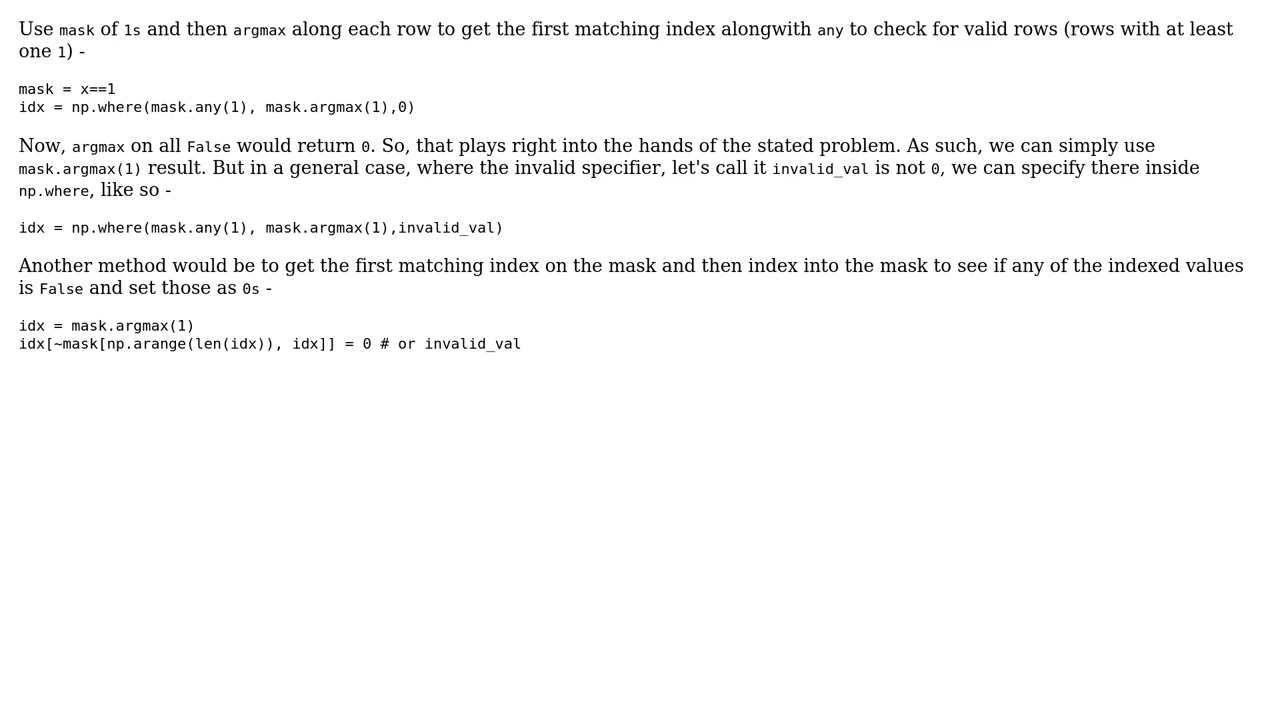 Use mask of 1s and then argmax along each row to get the first matching index alongwith any to check for valid rows (rows with at least
one 1) -
mask = x==1
idx = np.where(mask.any(1), mask.argmax(1),0)
Now, argmax on all False would return 0. So, that plays right into the hands of the stated problem. As such, we can simply use
mask.argmax(1) result. But in a general case, where the invalid specifier, let's call it invalid_val is not 0, we can specify there inside
np.where, like so -
idx = np.where(mask.any(1), mask.argmax(1),invalid_val)
Another method would be to get the first matching index on the mask and then index into the mask to see if any of the indexed values
is False and set those as 0s -
idx = mask.argmax(1)
idx[~mask[np.arange(len(idx)), idx]] = 0 # or invalid_val